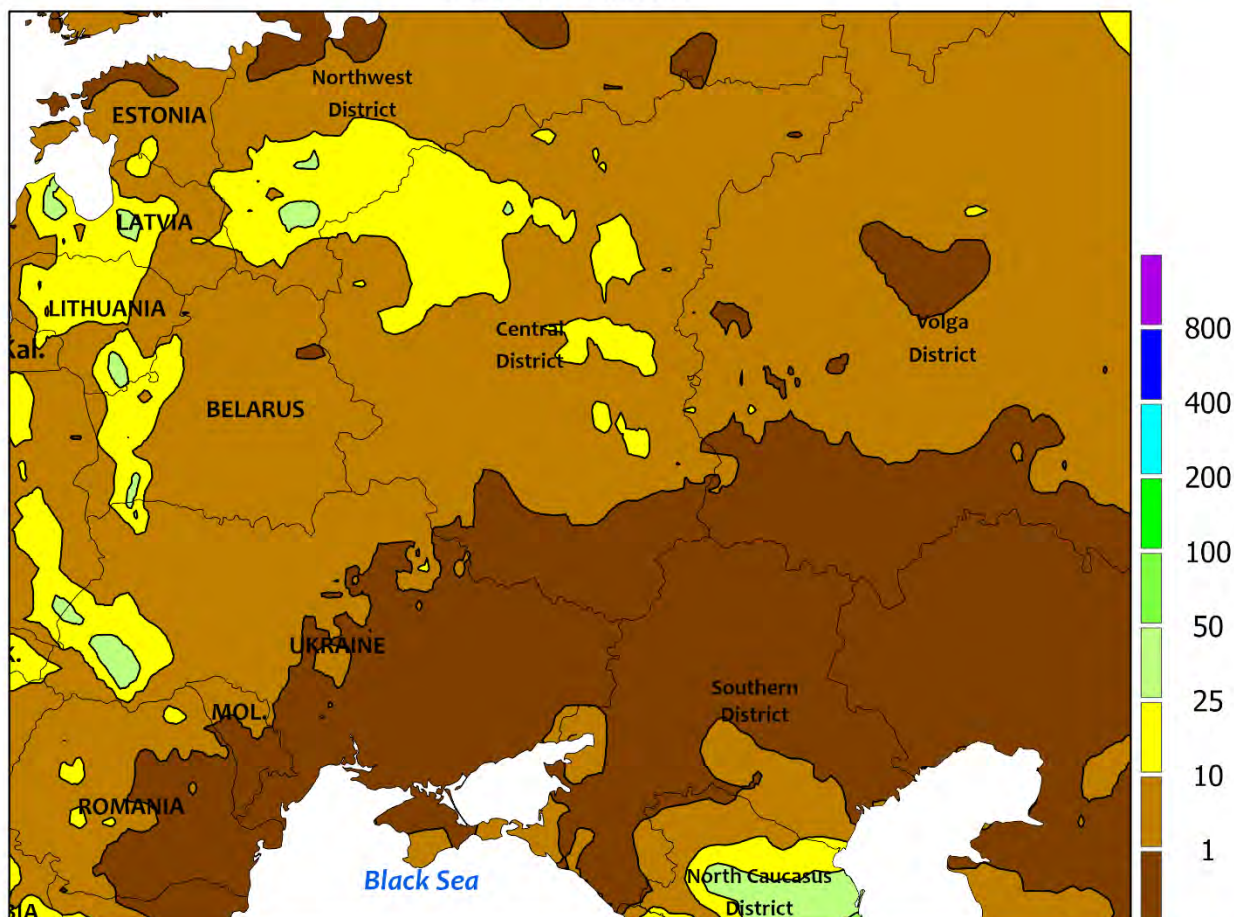 Northwest
District
ESTONIA
LATVIA
LITHUANIA
Kal.
Central
District
Volga
District
BELARUS
UKRAINE
K.
MOL.
Southern
District
ROMANIA
Black Sea
North Caucasus
District
BIA
800
400
200
100
50
25
10
1